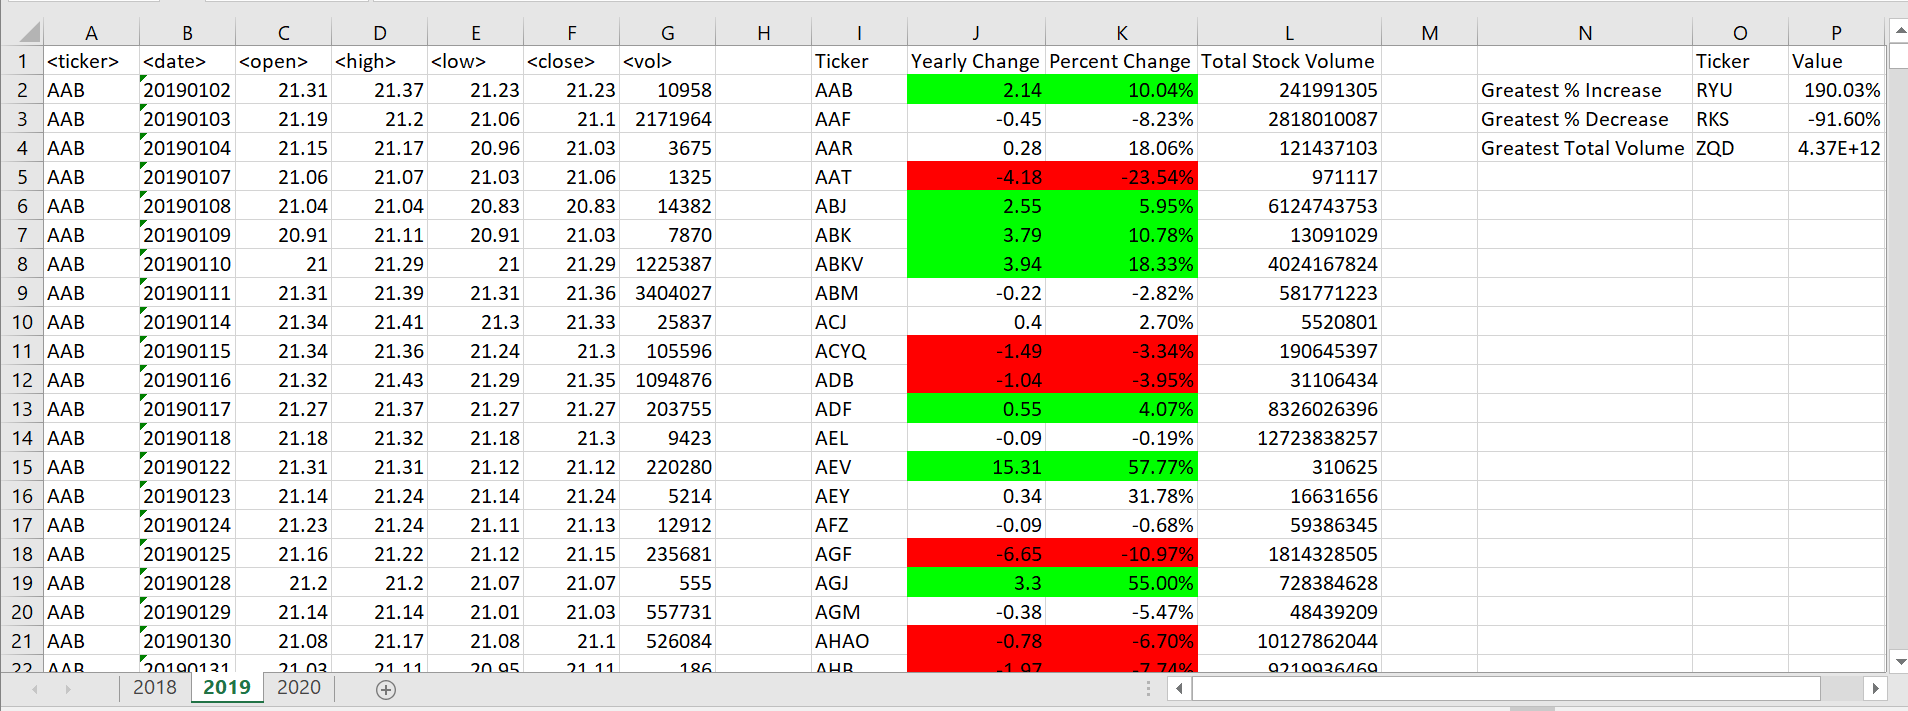 A B C D E F G H I J K L M N O P
1 <ticker> <date> <open> <high> <low> <close> <vol> Ticker Yearly Change Percent Change Total Stock Volume Ticker Value
2 AAB 20190102 21.31 21.37 21.23 21.23 10958 AAB 2.14 10.04% 241991305 Greatest % Increase RYU 190.03%
3 AAB 20190103 21.19 21.2 21.06 21.1 2171964 AAF -0.45 -8.23% 2818010087 Greatest % Decrease RKS -91.60%
4 AAB 20190104 21.15 21.17 20.96 21.03 3675 AAR 0.28 18.06% 121437103 Greatest Total Volume ZQD 4.37E+12
5 AAB 20190107 21.06 21.07 21.03 21.06 1325 AAT -4.18 -23.54% 971117
6 AAB 20190108 21.04 21.04 20.83 20.83 14382 ABJ 2.55 5.95% 6124743753
7 AAB 20190109 20.91 21.11 20.91 21.03 7870 ABK 3.79 10.78% 13091029
8 AAB 20190110 21 21.29 21 21.29 1225387 ABKV 3.94 18.33% 4024167824
9 AAB 20190111 21.31 21.39 21.31 21.36 3404027 ABM -0.22 -2.82% 581771223
10 AAB 20190114 21.34 21.41 21.3 21.33 25837 ACJ 0.4 2.70% 5520801
11 AAB 20190115 21.34 21.36 21.24 21.3 105596 ACYQ -1.49 -3.34% 190645397
12 AAB 20190116 21.32 21.43 21.29 21.35 1094876 ADB -1.04 -3.95% 31106434
13 AAB 20190117 21.27 21.37 21.27 21.27 203755 ADF 0.55 4.07% 8326026396
14 AAB 20190118 21.18 21.32 21.18 21.3 9423 AEL -0.09 -0.19% 12723838257
15 AAB 20190122 21.31 21.31 21.12 21.12 220280 AEV 15.31 57.77% 310625
16 AAB 20190123 21.14 21.24 21.14 21.24 5214 AEY 0.34 31.78% 16631656
17 AAB 20190124 21.23 21.24 21.11 21.13 12912 AFZ -0.09 -0.68% 59386345
18 AAB 20190125 21.16 21.22 21.12 21.15 235681 AGF -6.65 -10.97% 1814328505
19 AAB 20190128 21.2 21.2 21.07 21.07 555 AGJ 3.3 55.00% 728384628
20 AAB 20190129 21.14 21.14 21.01 21.03 557731 AGM -0.38 -5.47% 48439209
21 AAB 20190130 21.08 21.17 21.08 21.1 526084 AHAO -0.78 -6.70% 10127862044
22 AAB 20190131 21.03 21.11 20.95 21.11 186 AHB -1.97 -7.74% 9219936469
2018 2019 2020